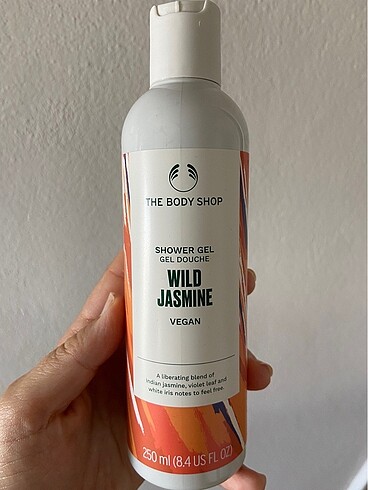 THE BODY SHOP
SHOWER GEL
GEL DOUCHE
WILD
JASMINE
VEGAN
A liberating blend of
Indian jasmine, violet leaf and
white iris notes to feel free.
250 ml (8.4 US FL OZ)